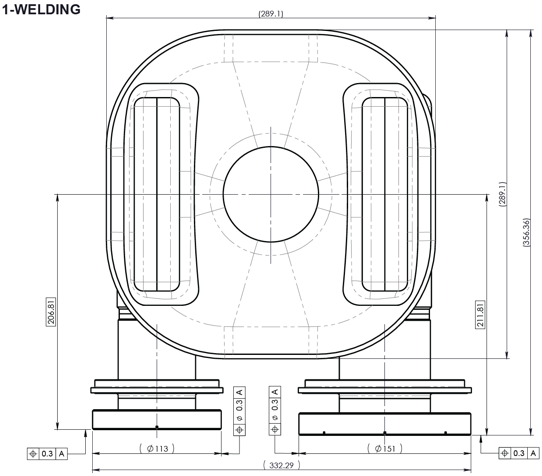 1-WELDING
(289.1)
(289.1)
(356.36)
206.81
211.81
⌖ ⌀ 0.3 A
⌖ ⌀ 0.3 A
⌖ 0.3 A
(⌀113)
(⌀151)
⌖ 0.3 A
(332.29)